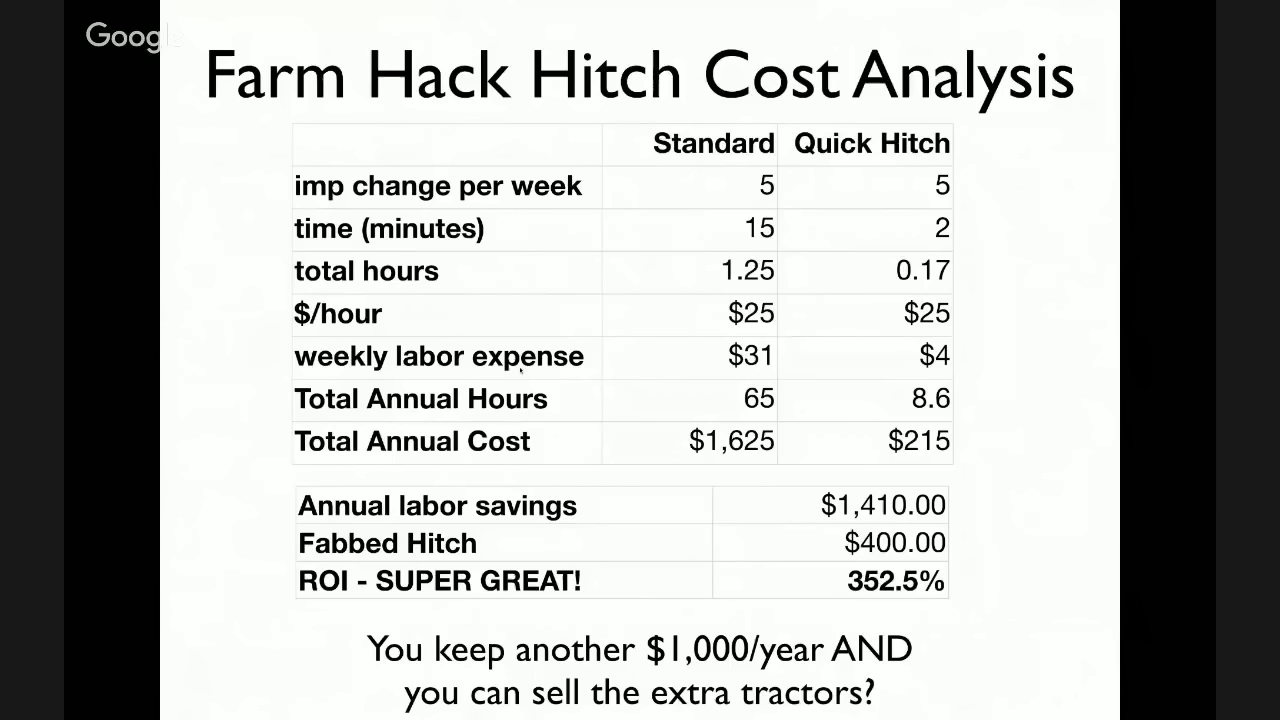 Google
Farm Hack Hitch Cost Analysis
Standard Quick Hitch
imp change per week 5 5
time (minutes) 15 2
total hours 1.25 0.17
$/hour $25 $25
weekly labor expense $31 $4
Total Annual Hours 65 8.6
Total Annual Cost $1,625 $215
Annual labor savings $1,410.00
Fabbed Hitch $400.00
ROI - SUPER GREAT! 352.5%
You keep another $1,000/year AND
you can sell the extra tractors?